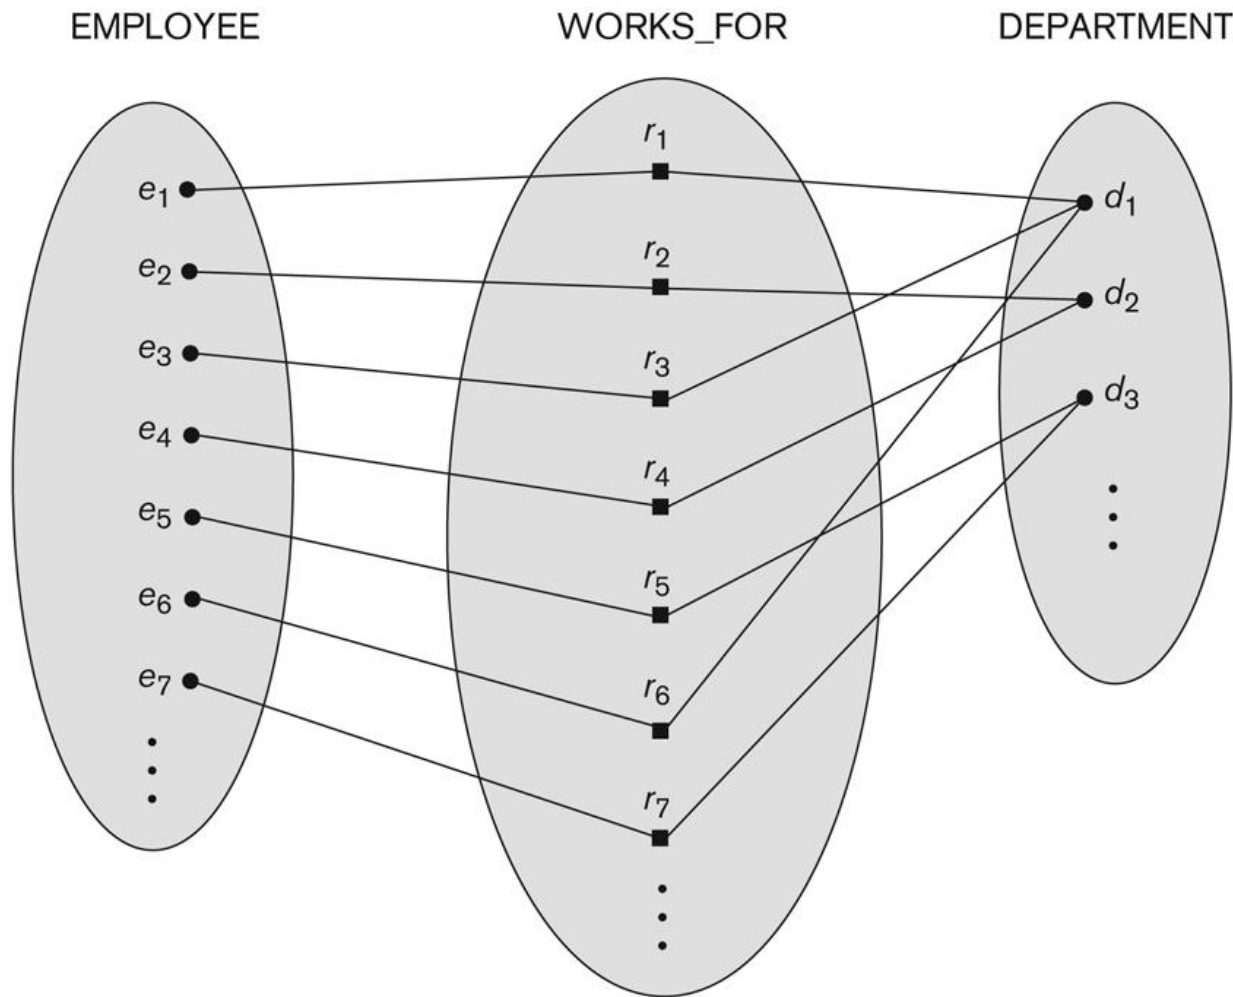 EMPLOYEE WORKS_FOR DEPARTMENT
e1 r1 d1
e2 r2 d2
e3 r3 d3
e4 r4
e5 r5
e6 r6
e7 r7